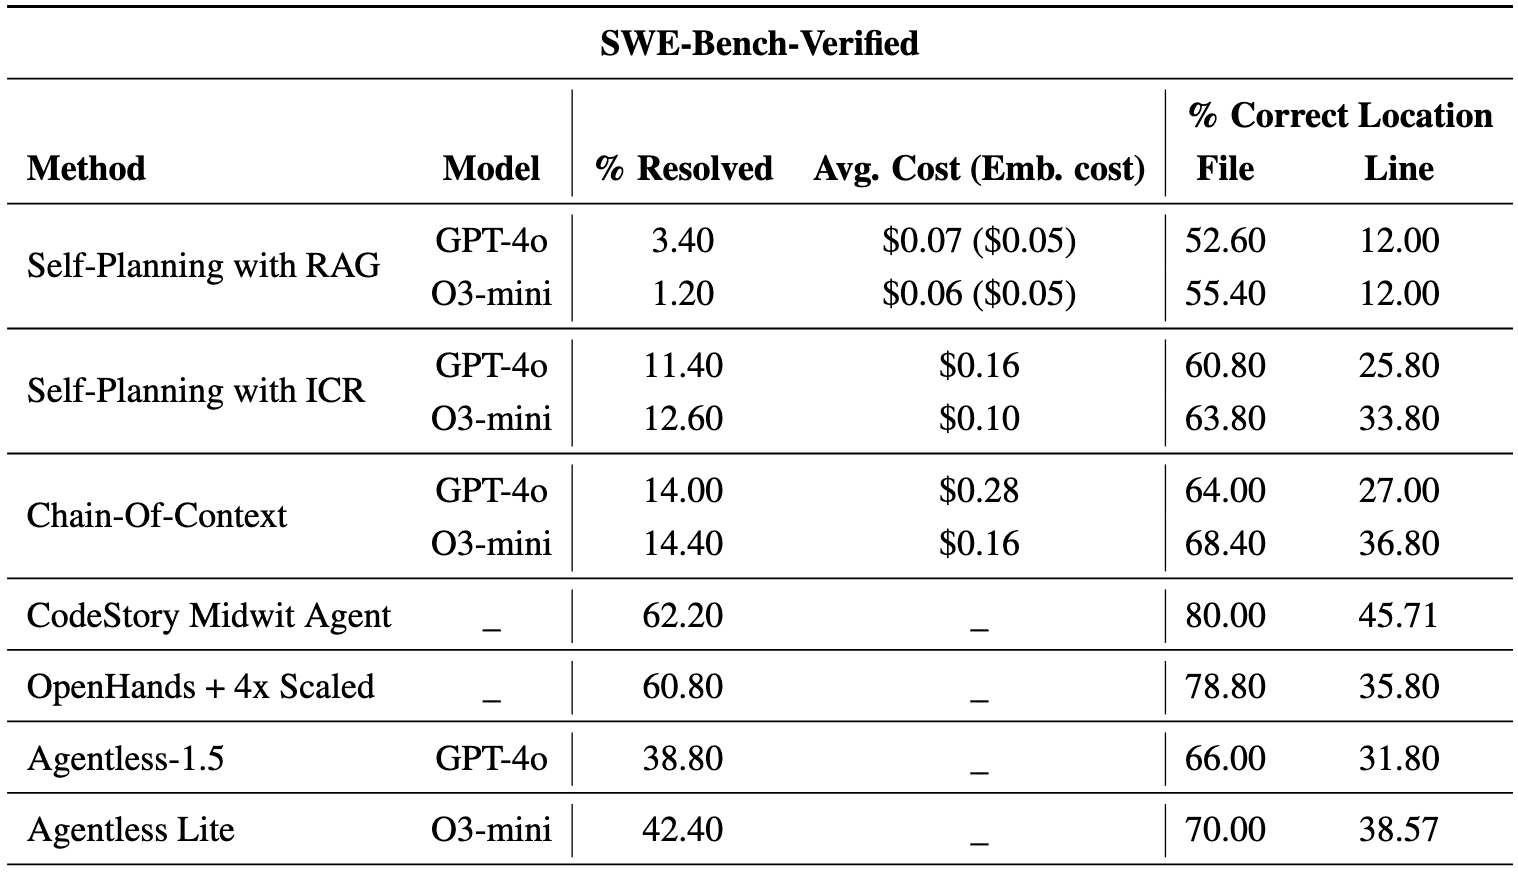 SWE-Bench-Verified
% Correct Location
Method Model % Resolved Avg. Cost (Emb. cost) File Line
Self-Planning with RAG
GPT-4o 3.40 $0.07 ($0.05) 52.60 12.00
O3-mini 1.20 $0.06 ($0.05) 55.40 12.00
Self-Planning with ICR
GPT-4o 11.40 $0.16 60.80 25.80
O3-mini 12.60 $0.10 63.80 33.80
Chain-Of-Context
GPT-4o 14.00 $0.28 64.00 27.00
O3-mini 14.40 $0.16 68.40 36.80
CodeStory Midwit Agent _ 62.20 _ 80.00 45.71
OpenHands + 4x Scaled _ 60.80 _ 78.80 35.80
Agentless-1.5 GPT-4o 38.80 _ 66.00 31.80
Agentless Lite O3-mini 42.40 _ 70.00 38.57